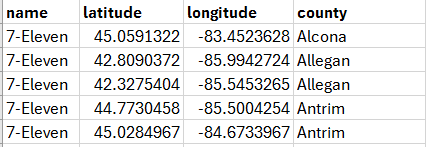 name latitude longitude county
7-Eleven 45.0591322 -83.4523628 Alcona
7-Eleven 42.8090372 -85.9942724 Allegan
7-Eleven 42.3275404 -85.5453265 Allegan
7-Eleven 44.7730458 -85.5004254 Antrim
7-Eleven 45.0284967 -84.6733967 Antrim